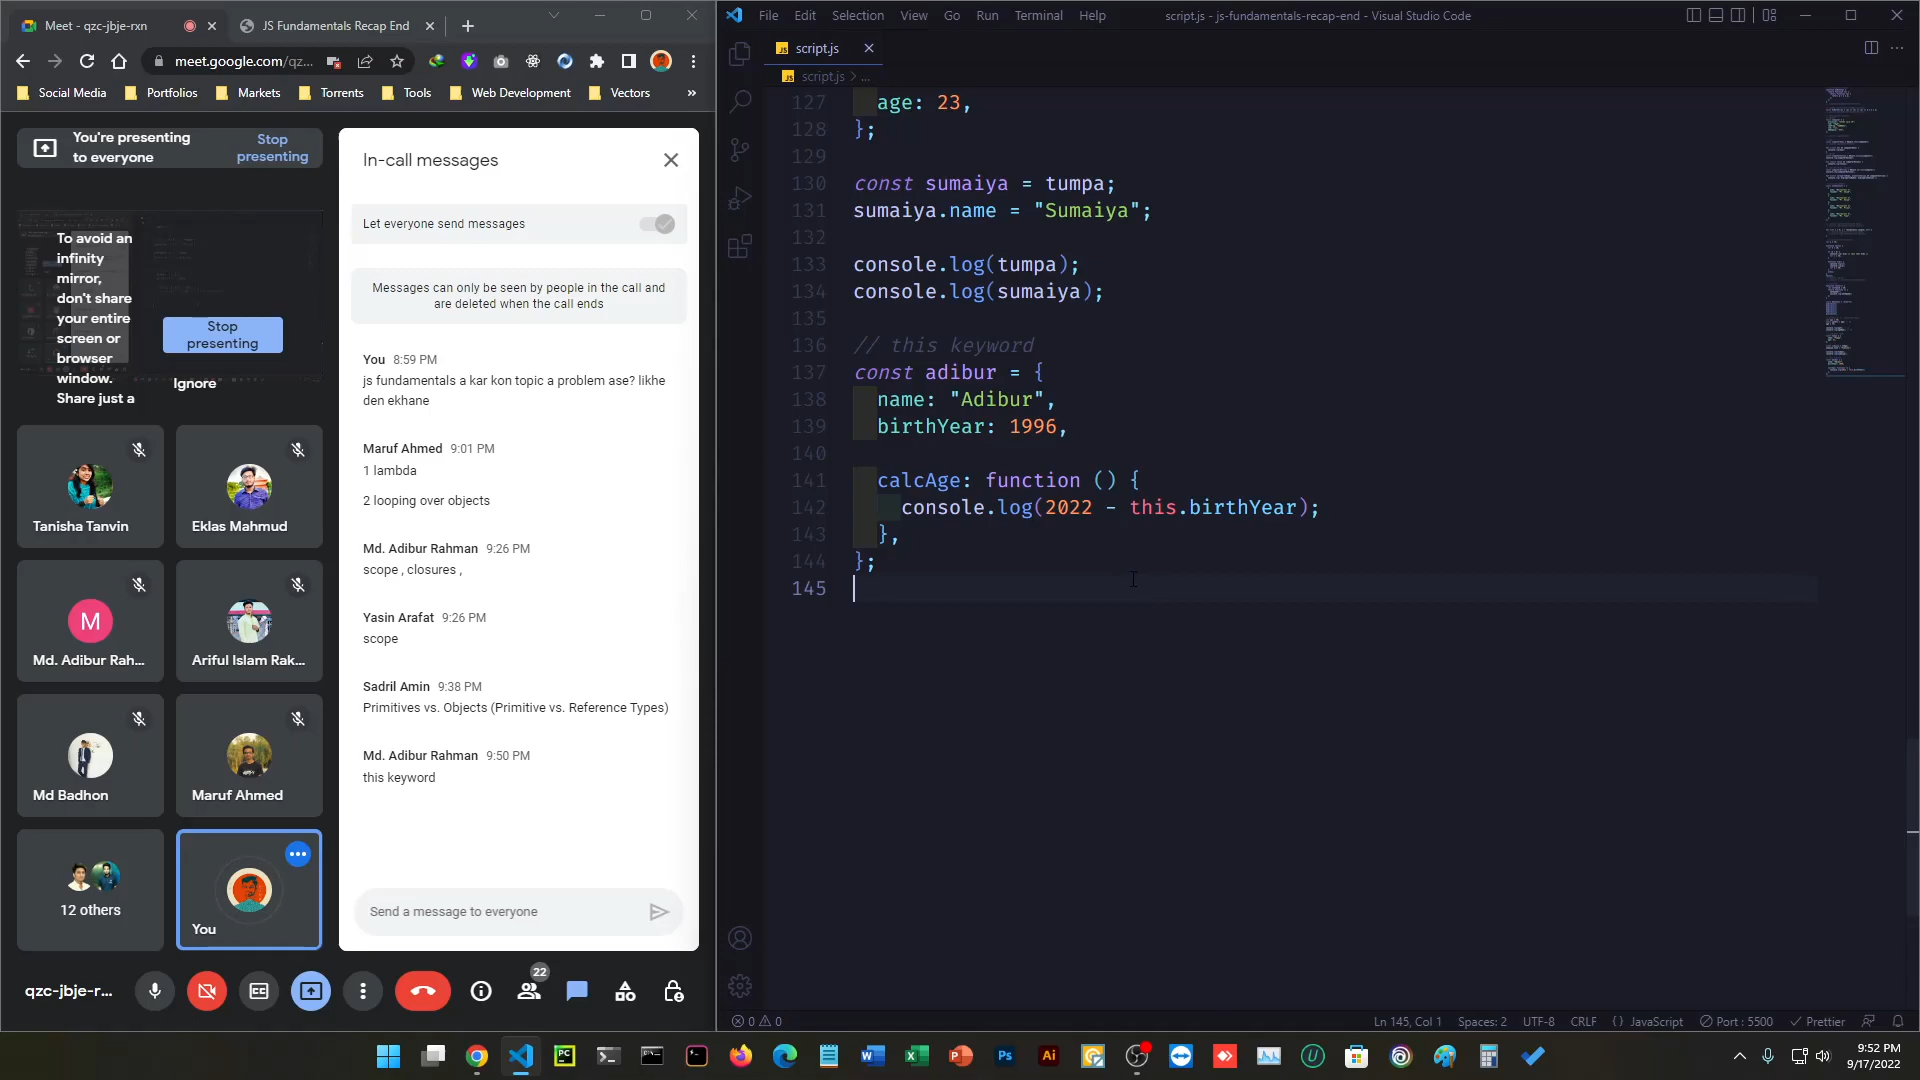 Meet - qzc-jbje-rxn
JS Fundamentals Recap End
meet.google.com/qz...
Social Media
Portfolios
Markets
Torrents
Tools
Web Development
Vectors
»
You're presenting
to everyone
Stop
presenting
To avoid an
infinity
mirror,
don't share
your entire
screen or
browser
window.
Share just a
Stop
presenting
Ignore
Tanisha Tanvin
Eklas Mahmud
M
Md. Adibur Rah...
Ariful Islam Rak...
Md Badhon
Maruf Ahmed
12 others
You
In-call messages
Let everyone send messages
Messages can only be seen by people in the call and
are deleted when the call ends
You 8:59 PM
js fundamentals a kar kon topic a problem ase? likhe
den ekhane
Maruf Ahmed 9:01 PM
1 lambda
2 looping over objects
Md. Adibur Rahman 9:26 PM
scope , closures ,
Yasin Arafat 9:26 PM
scope
Sadril Amin 9:38 PM
Primitives vs. Objects (Primitive vs. Reference Types)
Md. Adibur Rahman 9:50 PM
this keyword
Send a message to everyone
qzc-jbje-r...
22
File Edit Selection View Go Run Terminal Help
script.js - js-fundamentals-recap-end - Visual Studio Code
JS script.js
JS script.js > ...
127 age: 23,
128 };
129
130 const sumaiya = tumpa;
131 sumaiya.name = "Sumaiya";
132
133 console.log(tumpa);
134 console.log(sumaiya);
135
136 // this keyword
137 const adibur = {
138 name: "Adibur",
139 birthYear: 1996,
140
141 calcAge: function () {
142 console.log(2022 - this.birthYear);
143 },
144 };
145
0 0
Ln 145, Col 1
Spaces: 2
UTF-8
CRLF
{} JavaScript
Port : 5500
Prettier
PC
Ps
Ai
9:52 PM
9/17/2022